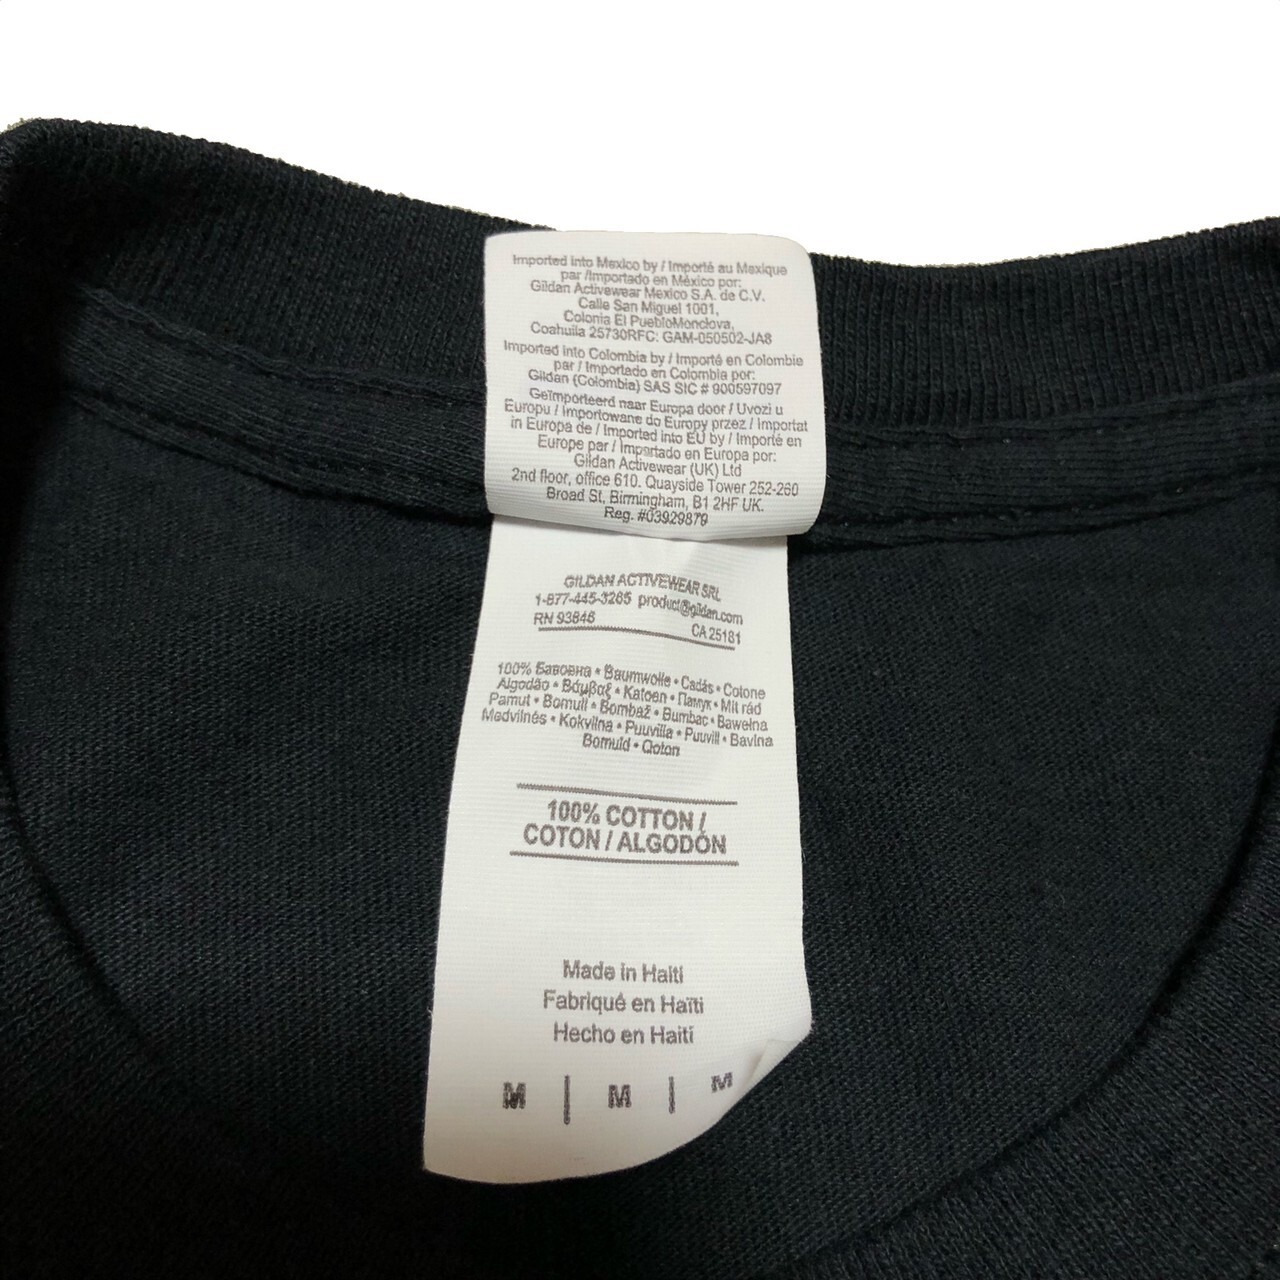 Imported into Mexico by / Importé au Mexique
par / Importado en México por:
Gildan Activewear Mexico S.A. de C.V.
Calle San Miguel 1001,
Colonia El PuebloMonclova,
Coahuila 25730RFC: GAM-050502-JA8
Imported into Colombia by / Importé en Colombie
par / Importado en Colombia por:
Gildan (Colombia) SAS SIC # 900597097
Geïmporteerd naar Europa door / Uvozi u
Europu / Importowane do Europy przez / Importat
in Europa de / Imported into EU by / Importé en
Europe par / Importado en Europa por:
Gildan Activewear (UK) Ltd
2nd floor, office 610. Quayside Tower 252-260
Broad St, Birmingham, B1 2HF UK.
Reg. #03929879
GILDAN ACTIVEWEAR SRL
1-877-445-3265 product@gildan.com
RN 93846 CA 25181
100% Бавовна • Baumwolle • Cadás • Cotone
Algodão • Βάμβαξ • Katoen • Памук • Mit rád
Pamut • Bomull • Bombaž • Bumbac • Bawełna
Medvilnės • Kokvilna • Puuvilla • Puuvill • Bavlna
Bomuld • Qoton
100% COTTON /
COTON / ALGODÓN
Made in Haiti
Fabriqué en Haïti
Hecho en Haití
M | M | M